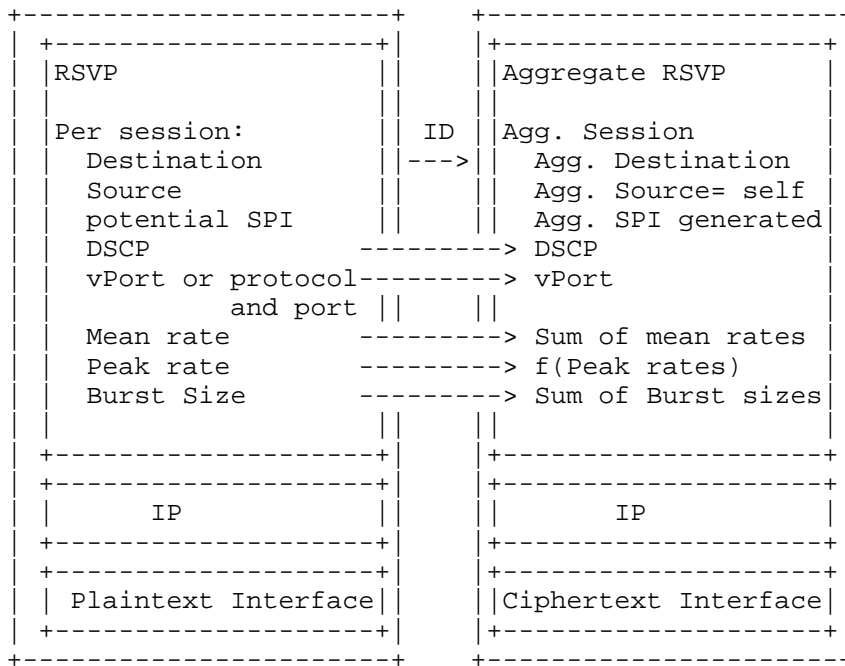 RSVP Aggregate RSVP
Per session: ID Agg. Session
Destination ---> Agg. Destination
Source Agg. Source= self
potential SPI Agg. SPI generated
DSCP ---------> DSCP
vPort or protocol---------> vPort
and port
Mean rate ---------> Sum of mean rates
Peak rate ---------> f(Peak rates)
Burst Size ---------> Sum of Burst sizes
IP IP
Plaintext Interface Ciphertext Interface